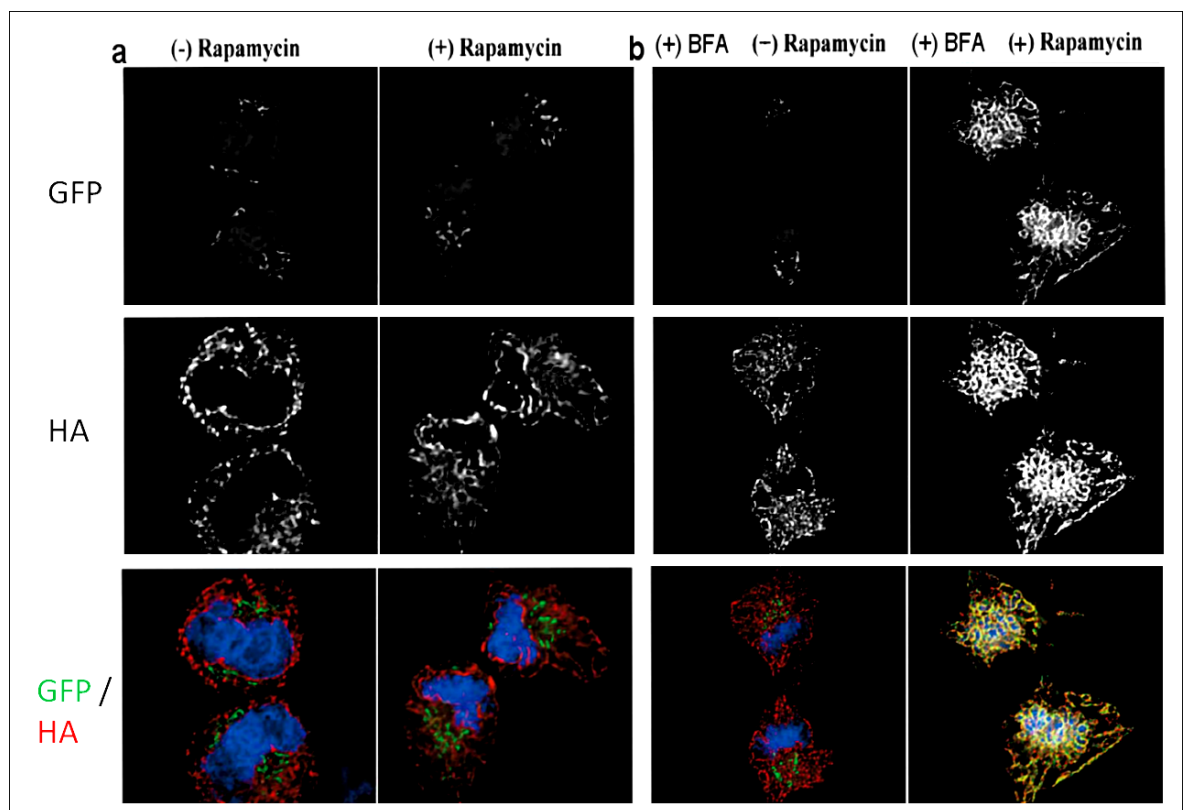 a (-) Rapamycin (+) Rapamycin b (+) BFA (−) Rapamycin (+) BFA (+) Rapamycin
GFP
HA
GFP /
HA